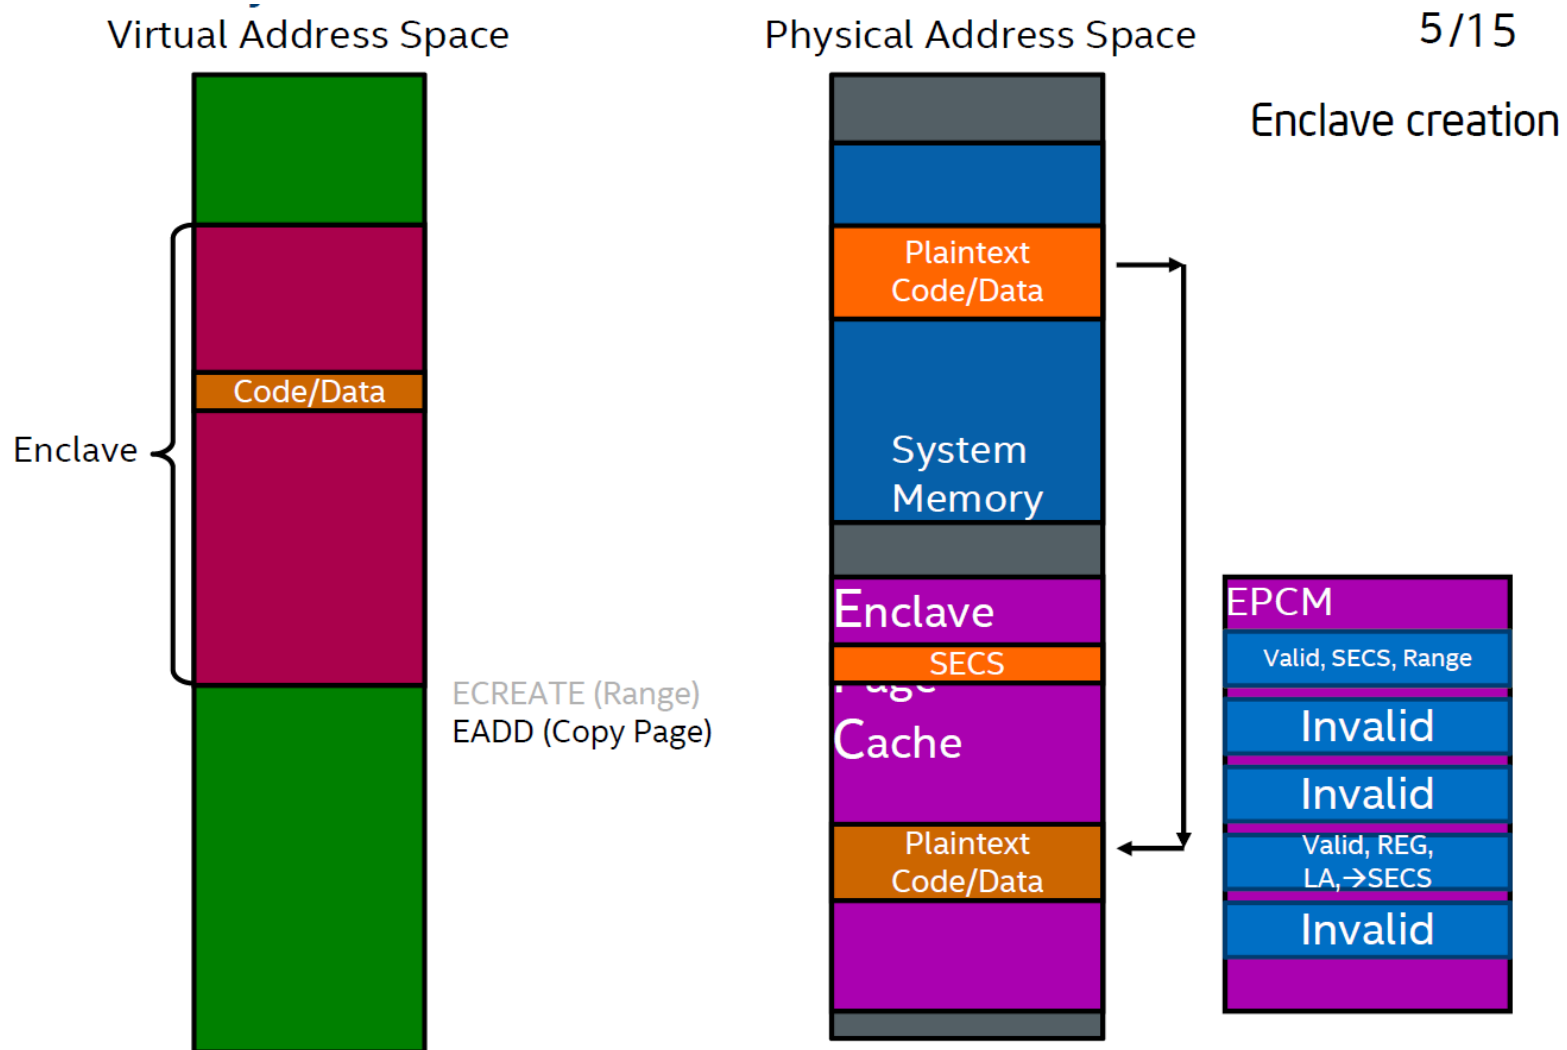 Virtual Address Space
Physical Address Space
5/15
Enclave creation
Plaintext
Code/Data
Code/Data
Enclave
System
Memory
Enclave
SECS
Page
Cache
ECREATE (Range)
EADD (Copy Page)
Plaintext
Code/Data
EPCM
Valid, SECS, Range
Invalid
Invalid
Valid, REG,
LA,→SECS
Invalid